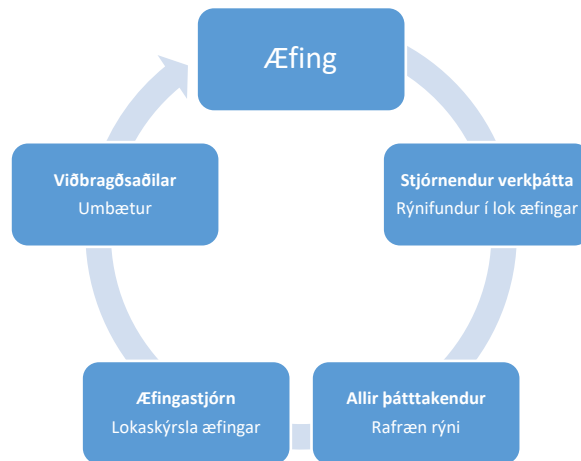 Æfing
Stjórnendur verkþátta
Rýnifundur í lok æfingar
Allir þátttakendur
Rafræn rýni
Æfingastjórn
Lokaskýrsla æfingar
Viðbragðsaðilar
Umbætur